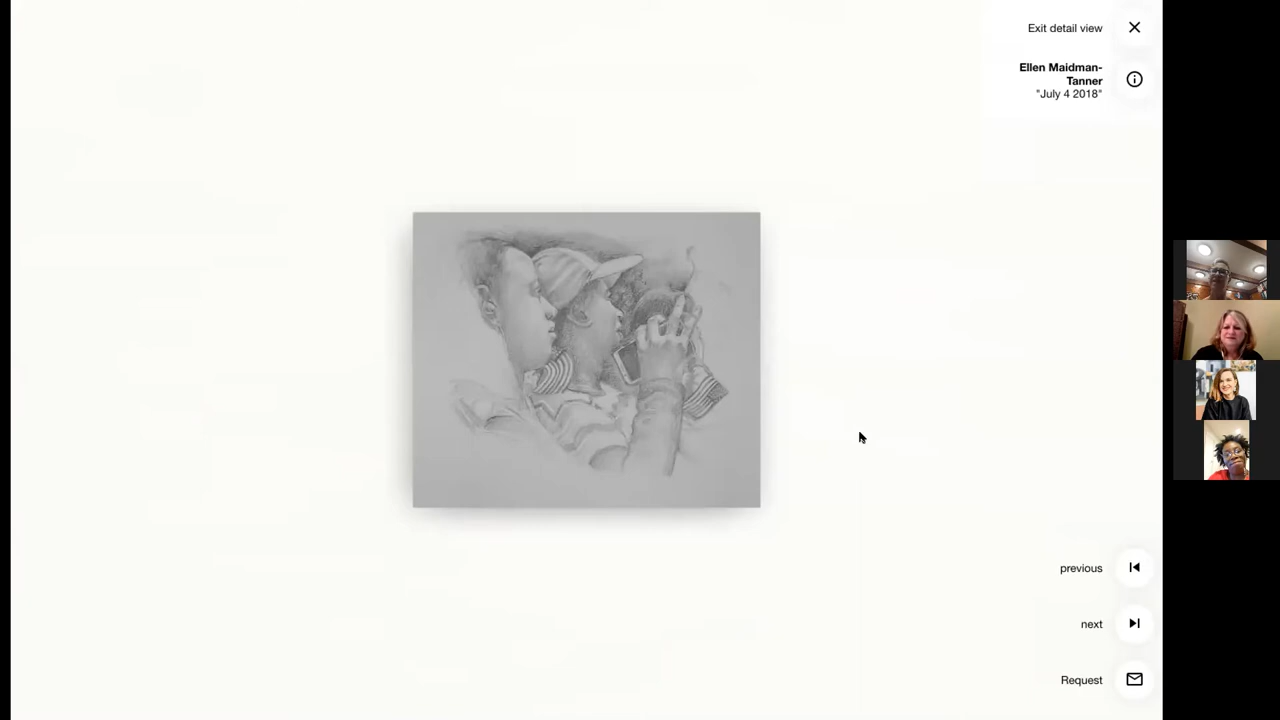 Exit detail view
Ellen Maidman-
Tanner
"July 4 2018"
previous
next
Request